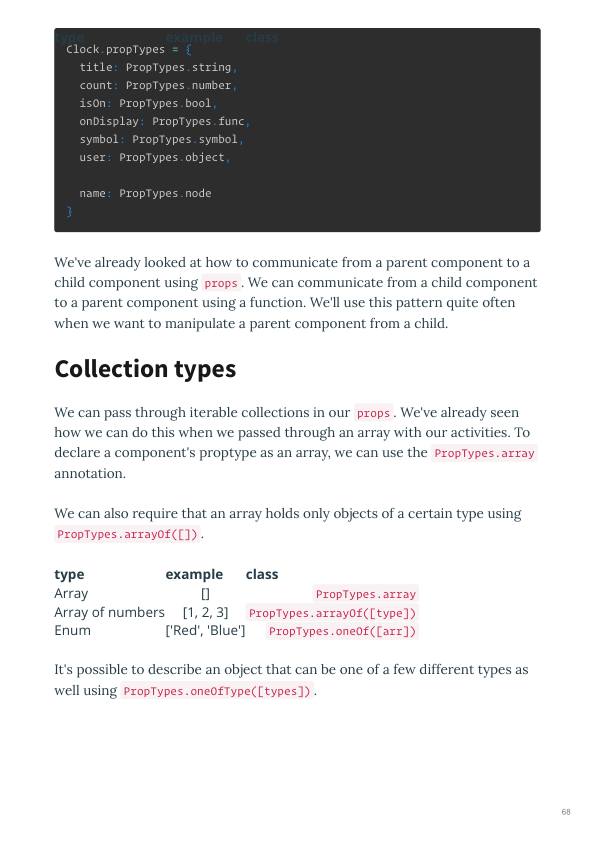 type example class
Clock.propTypes = {
title: PropTypes.string,
count: PropTypes.number,
isOn: PropTypes.bool,
onDisplay: PropTypes.func,
symbol: PropTypes.symbol,
user: PropTypes.object,
name: PropTypes.node
}
We've already looked at how to communicate from a parent component to a
child component using props. We can communicate from a child component
to a parent component using a function. We'll use this pattern quite often
when we want to manipulate a parent component from a child.
Collection types
We can pass through iterable collections in our props. We've already seen
how we can do this when we passed through an array with our activities. To
declare a component's proptype as an array, we can use the PropTypes.array
annotation.
We can also require that an array holds only objects of a certain type using
PropTypes.arrayOf([]).
type example class
Array [] PropTypes.array
Array of numbers [1, 2, 3] PropTypes.arrayOf([type])
Enum ['Red', 'Blue'] PropTypes.oneOf([arr])
It's possible to describe an object that can be one of a few different types as
well using PropTypes.oneOfType([types]).
68